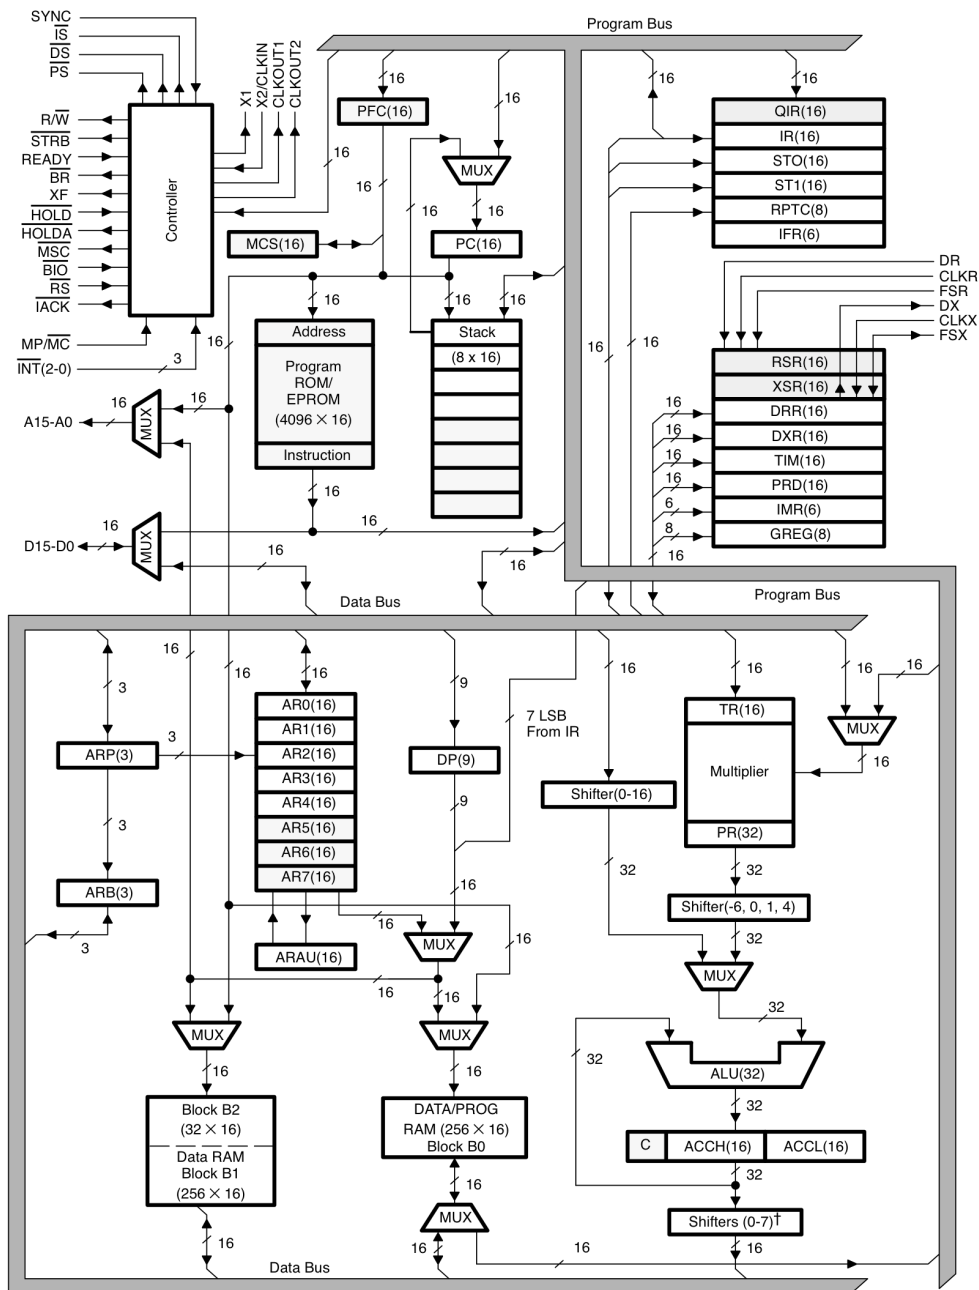 Program Bus
SYNC
IS
DS
PS
R/W
STRB
READY
BR
XF
HOLD
HOLDA
MSC
BIO
RS
IACK
MP/MC
INT(2-0)
3
Controller
X1
X2/CLKIN
CLKOUT1
CLKOUT2
16
16
PFC(16)
16
16
MUX
16
16
MCS(16)
PC(16)
16
16
16
16
Address
Program
ROM/
EPROM
(4096 × 16)
Instruction
16
Stack
(8 x 16)
16
16
QIR(16)
IR(16)
STO(16)
ST1(16)
RPTC(8)
IFR(6)
16
16
DR
CLKR
FSR
DX
CLKX
FSX
RSR(16)
XSR(16)
DRR(16)
DXR(16)
TIM(16)
PRD(16)
IMR(6)
GREG(8)
16
16
16
16
6
8
16
A15-A0
16
MUX
16
D15-D0
16
MUX
16
16
16
Data Bus
Program Bus
16
16
3
ARP(3)
3
3
ARB(3)
3
16
AR0(16)
AR1(16)
AR2(16)
AR3(16)
AR4(16)
AR5(16)
AR6(16)
AR7(16)
ARAU(16)
16
9
DP(9)
9
7 LSB
From IR
16
MUX
16
16
16
16
Shifter(0-16)
32
16
TR(16)
Multiplier
PR(32)
16
16
MUX
16
32
Shifter(-6, 0, 1, 4)
32
MUX
32
32
ALU(32)
32
C
ACCH(16)
ACCL(16)
32
Shifters (0-7)†
16
MUX
16
Block B2
(32 × 16)
Data RAM
Block B1
(256 × 16)
16
MUX
16
DATA/PROG
RAM (256 × 16)
Block B0
16
MUX
16
16
Data Bus